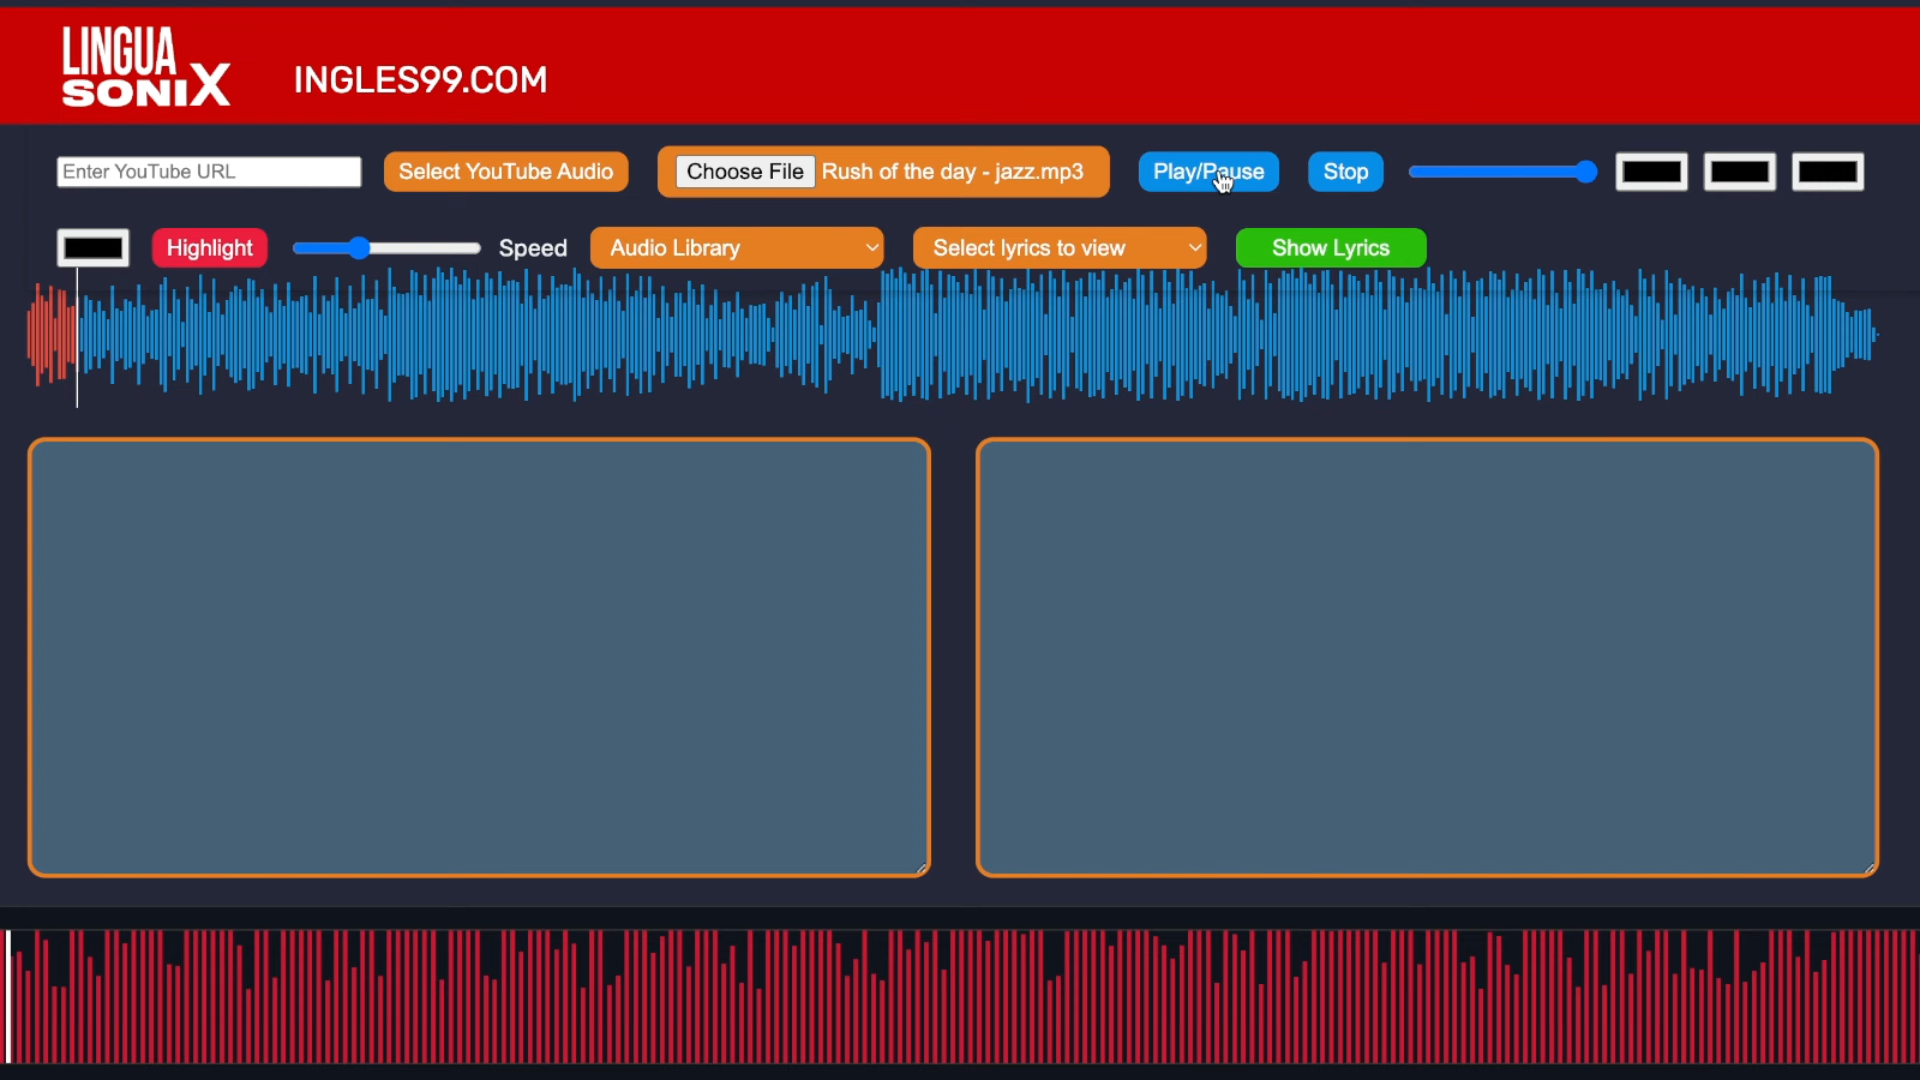 LINGUA
SONIX
INGLES99.COM
Enter YouTube URL
Select YouTube Audio
Choose File Rush of the day - jazz.mp3
Play/Pause
Stop
Highlight
Speed
Audio Library
Select lyrics to view
Show Lyrics